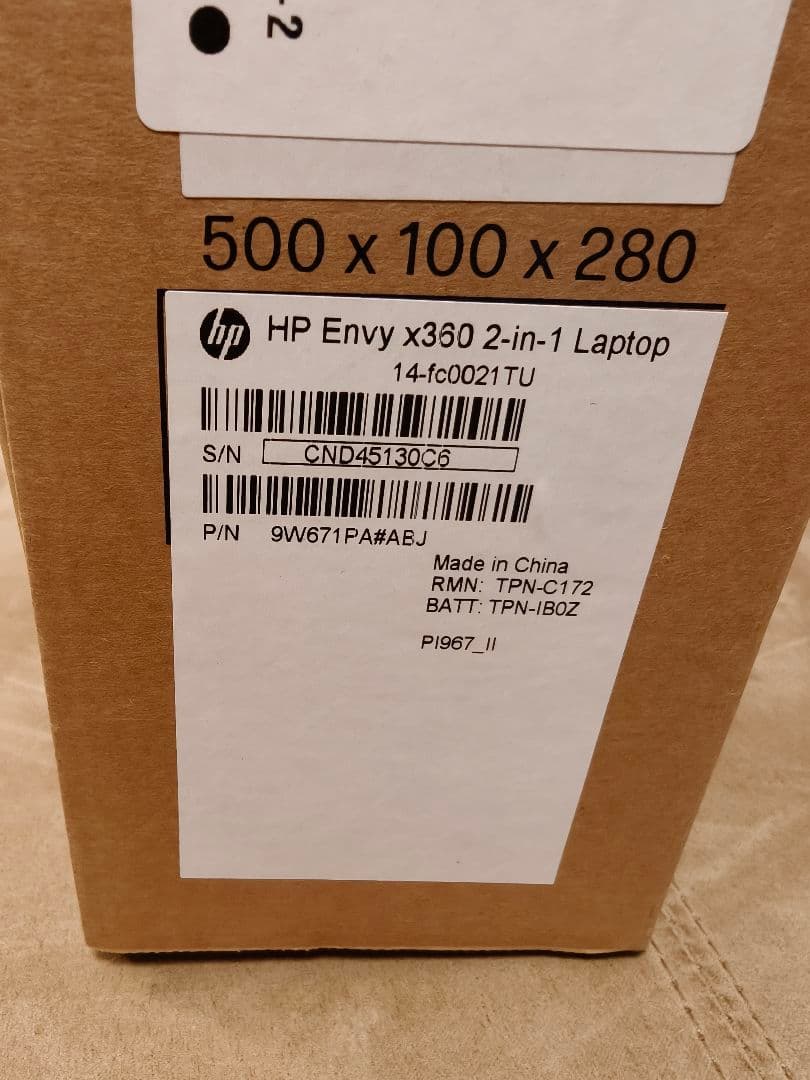 -2
500 x 100 x 280
hp HP Envy x360 2-in-1 Laptop
14-fc0021TU
S/N CND45130C6
P/N 9W671PA#ABJ
Made in China
RMN: TPN-C172
BATT: TPN-IB0Z
PI967_II